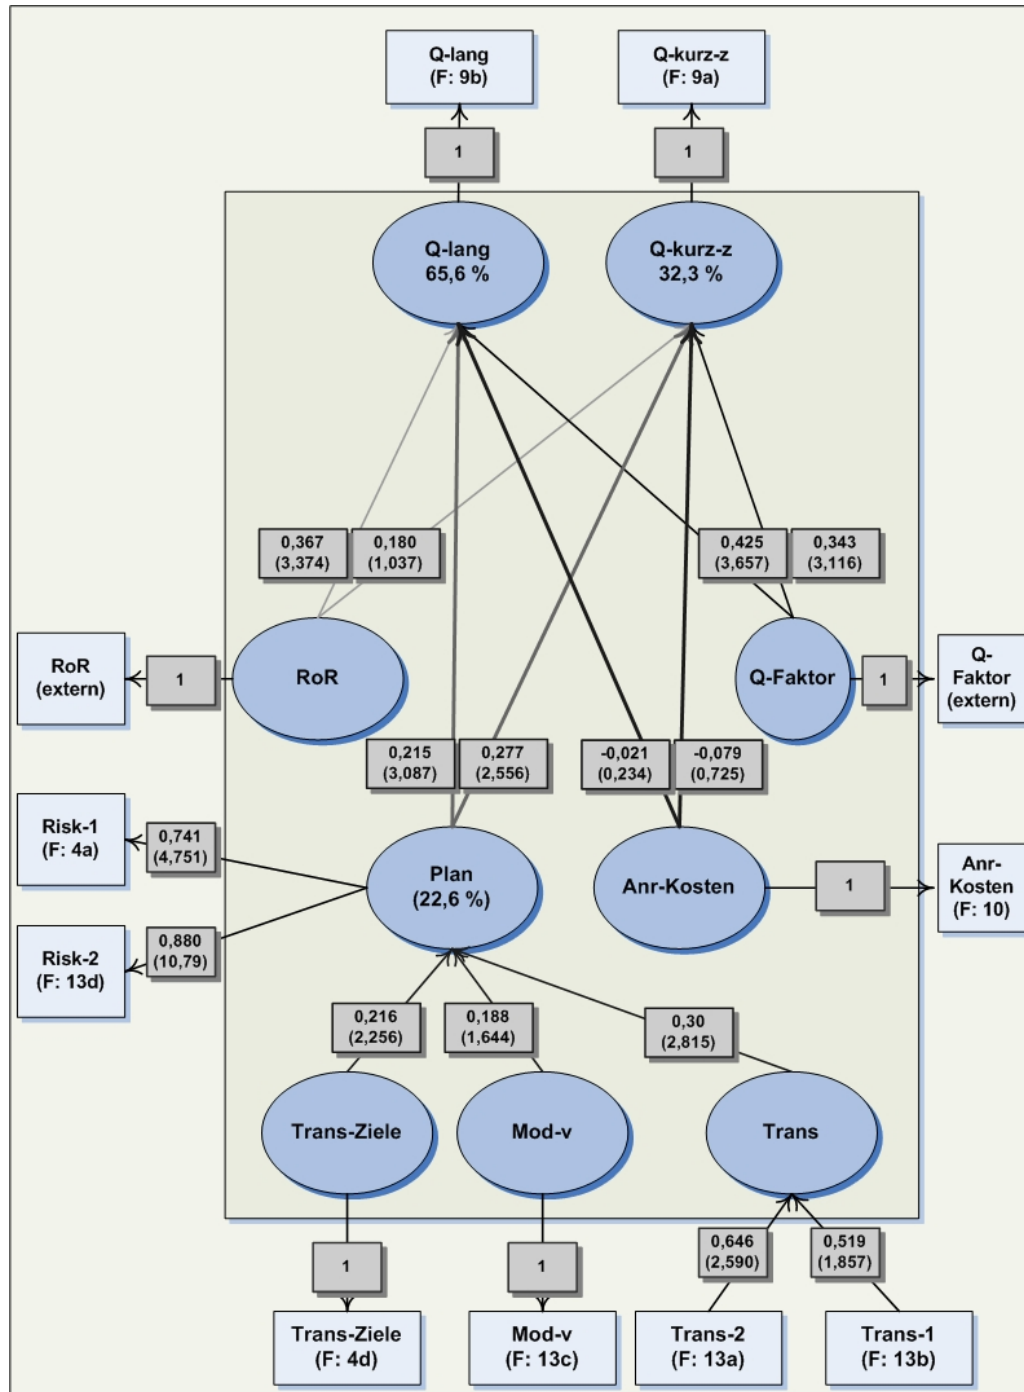 Q-lang
(F: 9b)
Q-kurz-z
(F: 9a)
1
1
Q-lang
65,6 %
Q-kurz-z
32,3 %
0,367
(3,374)
0,180
(1,037)
0,425
(3,657)
0,343
(3,116)
RoR
(extern)
1
RoR
Q-Faktor
1
Q-
Faktor
(extern)
0,215
(3,087)
0,277
(2,556)
-0,021
(0,234)
-0,079
(0,725)
Risk-1
(F: 4a)
0,741
(4,751)
Plan
(22,6 %)
Anr-Kosten
1
Anr-
Kosten
(F: 10)
Risk-2
(F: 13d)
0,880
(10,79)
0,216
(2,256)
0,188
(1,644)
0,30
(2,815)
Trans-Ziele
Mod-v
Trans
1
1
0,646
(2,590)
0,519
(1,857)
Trans-Ziele
(F: 4d)
Mod-v
(F: 13c)
Trans-2
(F: 13a)
Trans-1
(F: 13b)